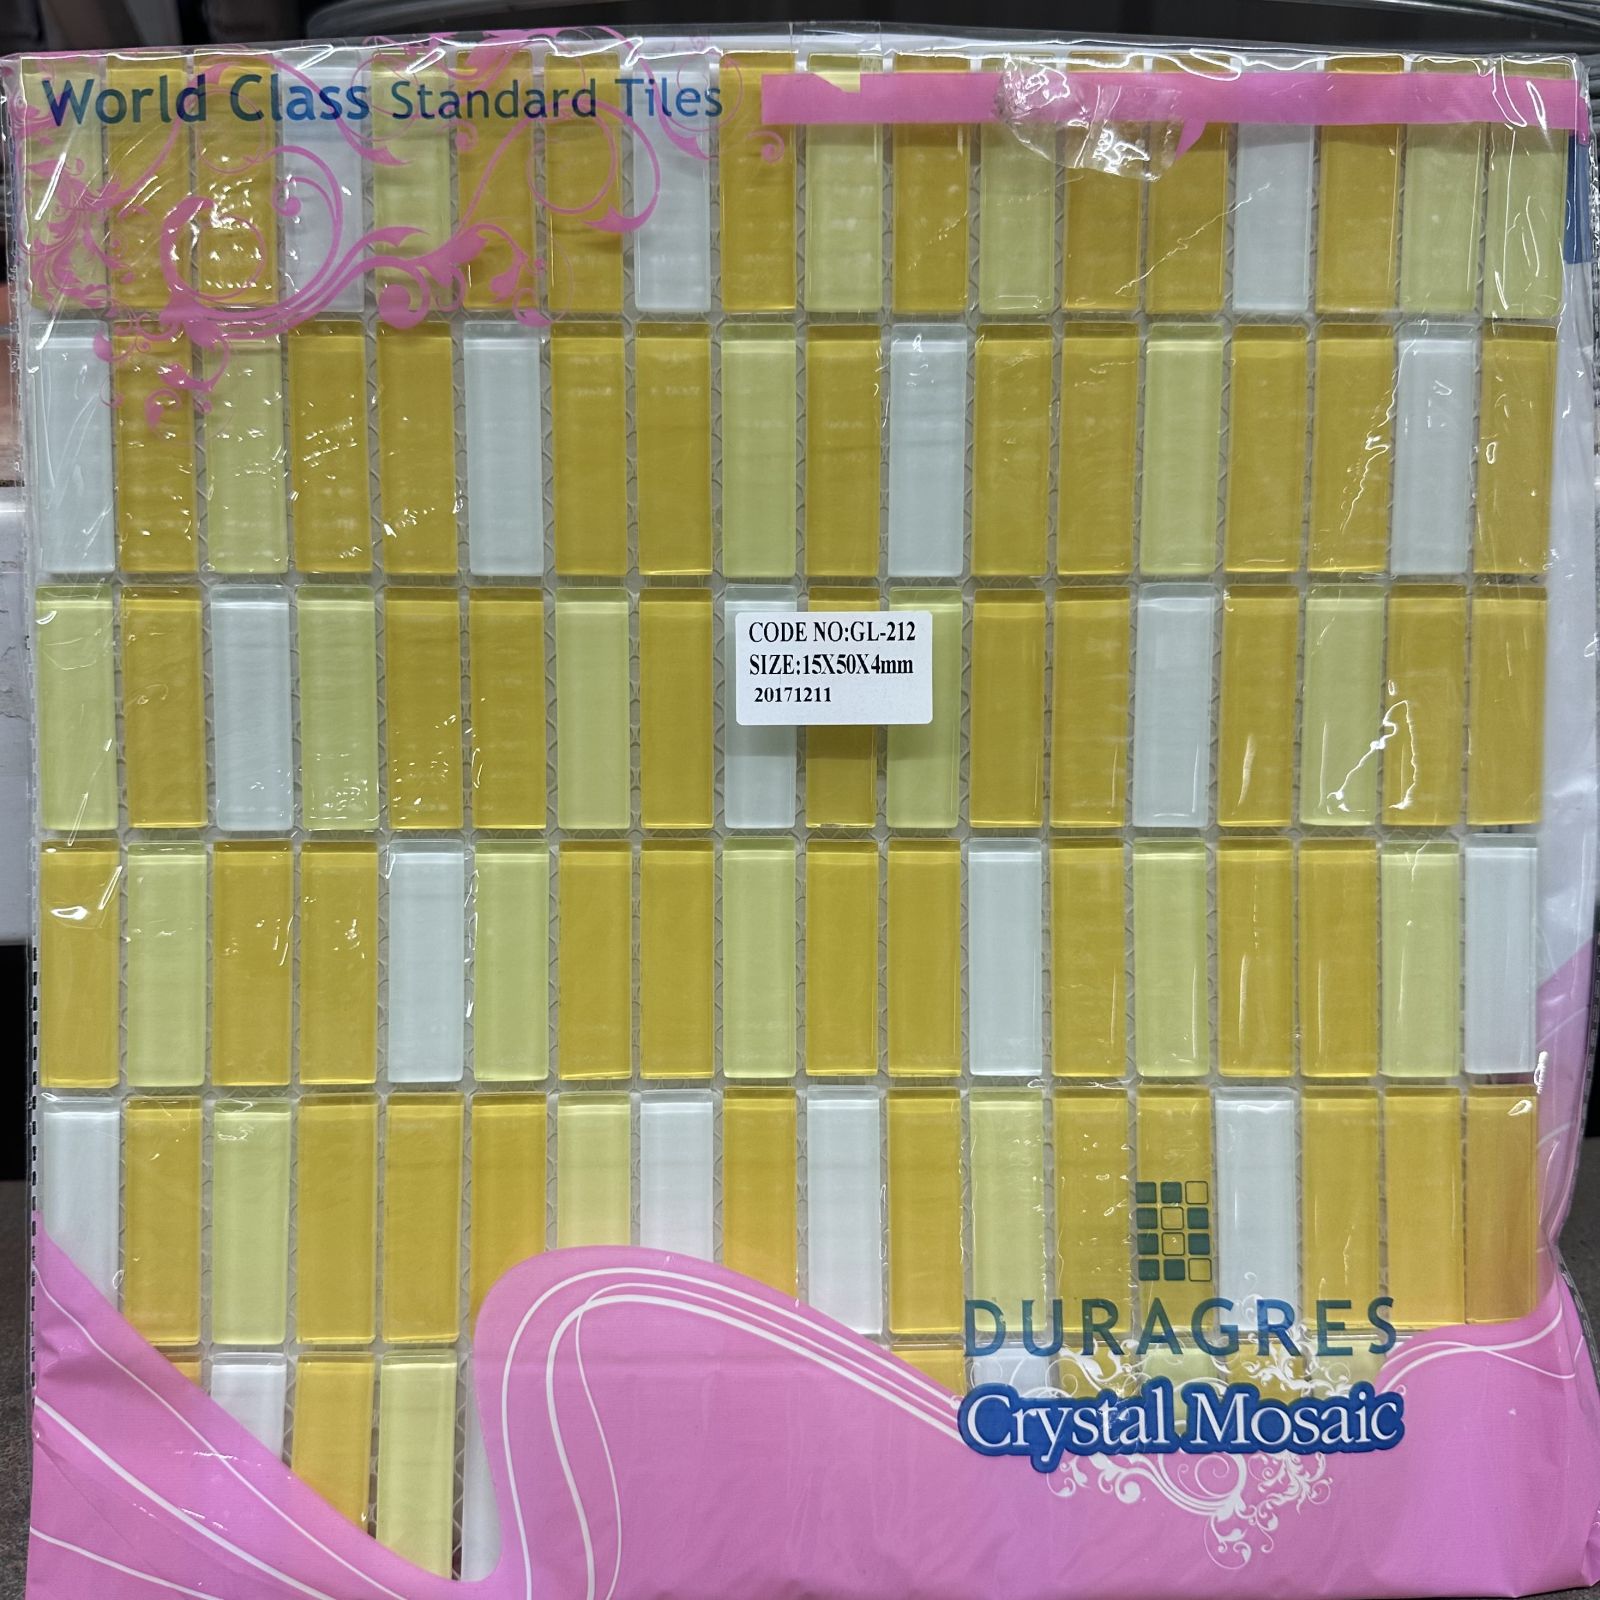 World Class Standard Tiles
CODE NO:GL-212
SIZE:15X50X4mm
20171211
DURAGRES
Crystal Mosaic